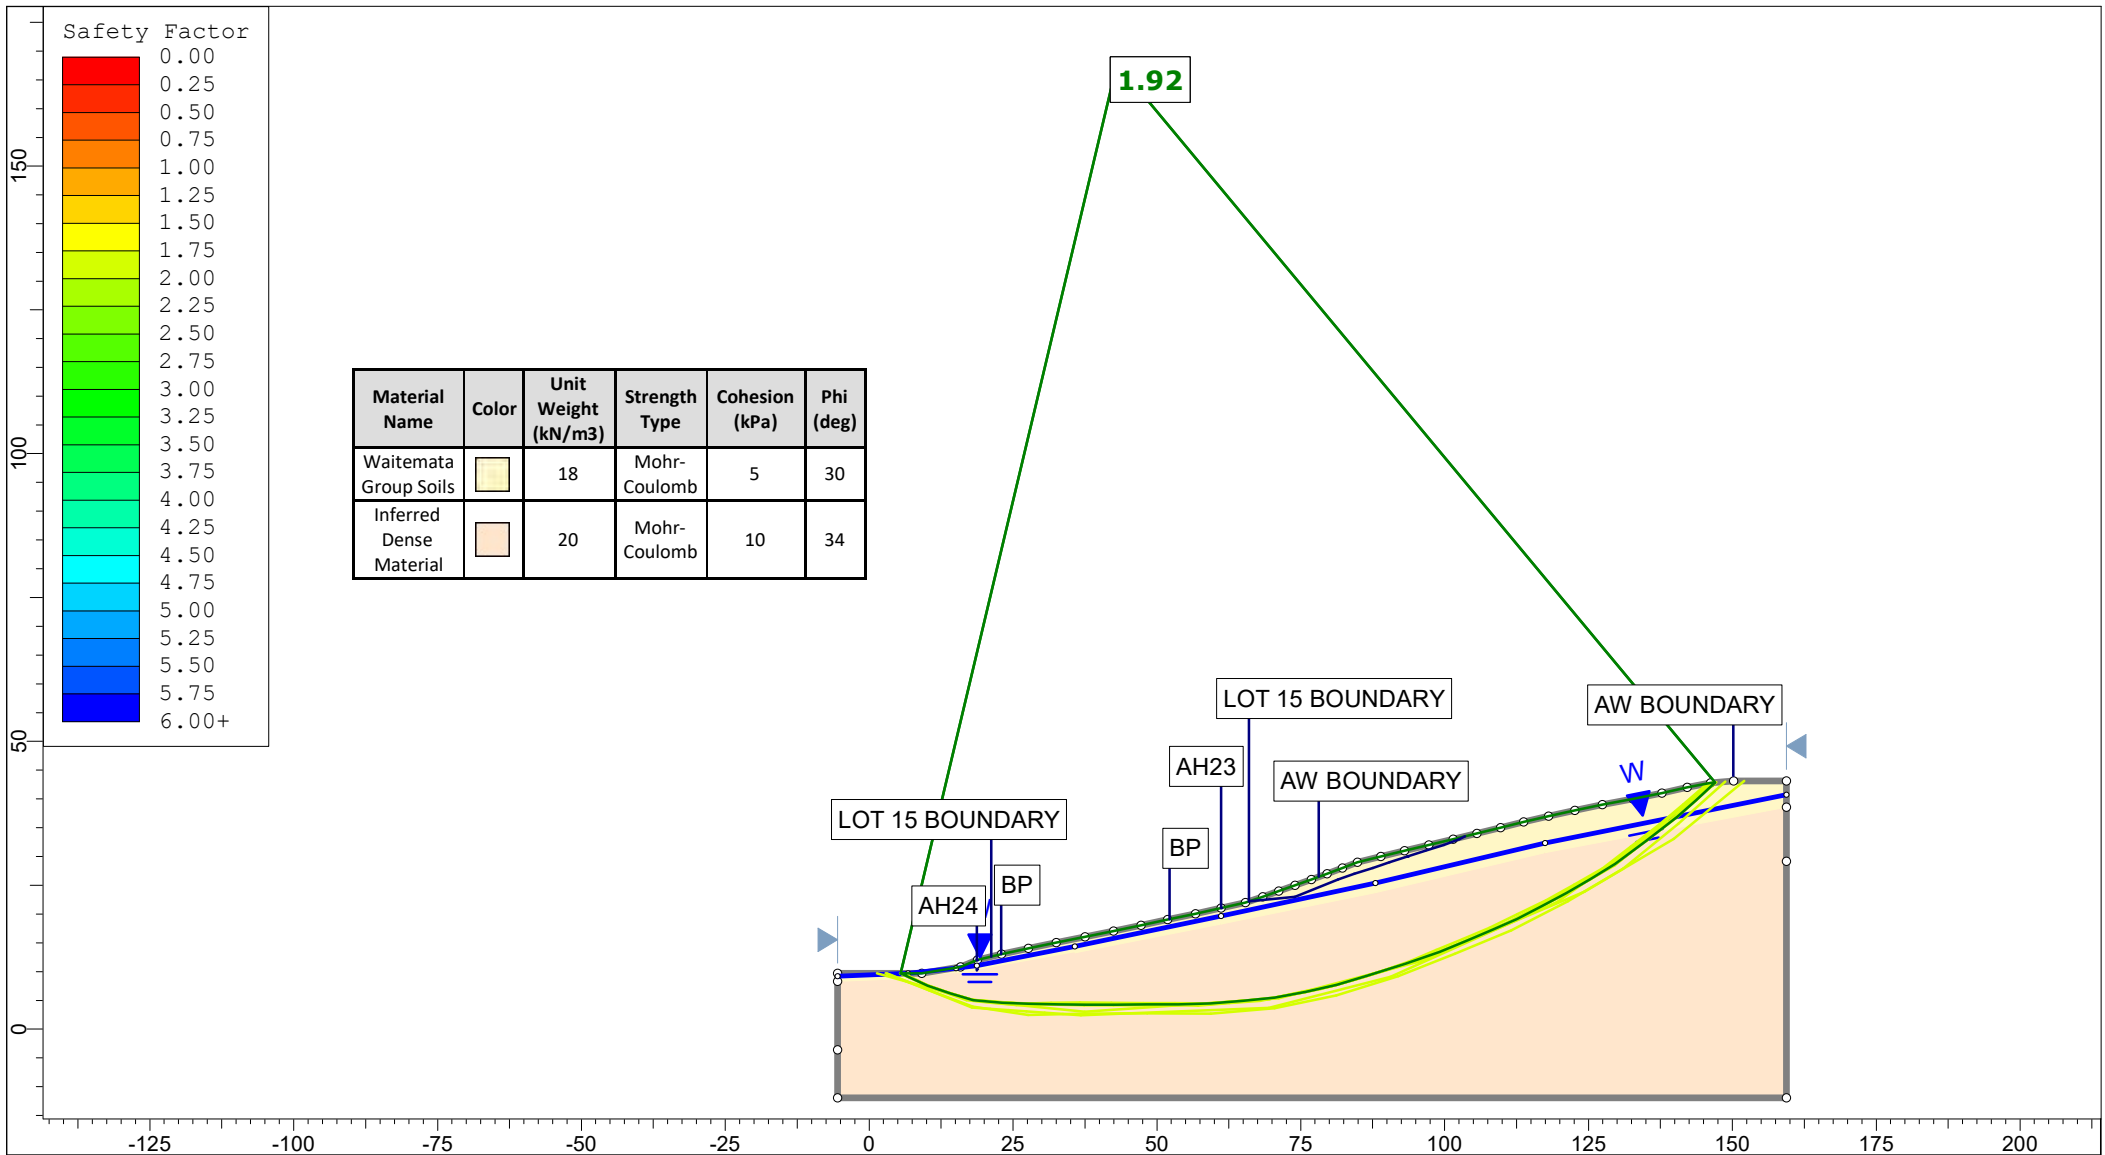 Safety Factor
0.00
0.25
0.50
0.75
1.00
1.25
1.50
1.75
2.00
2.25
2.50
2.75
3.00
3.25
3.50
3.75
4.00
4.25
4.50
4.75
5.00
5.25
5.50
5.75
6.00+
1.92
Material Name Color Unit Weight (kN/m3) Strength Type Cohesion (kPa) Phi (deg)
Waitemata Group Soils 18 Mohr-Coulomb 5 30
Inferred Dense Material 20 Mohr-Coulomb 10 34
LOT 15 BOUNDARY
AW BOUNDARY
AH23
AW BOUNDARY
W
LOT 15 BOUNDARY
BP
BP
AH24
150
100
50
0
-125 -100 -75 -50 -25 0 25 50 75 100 125 150 175 200